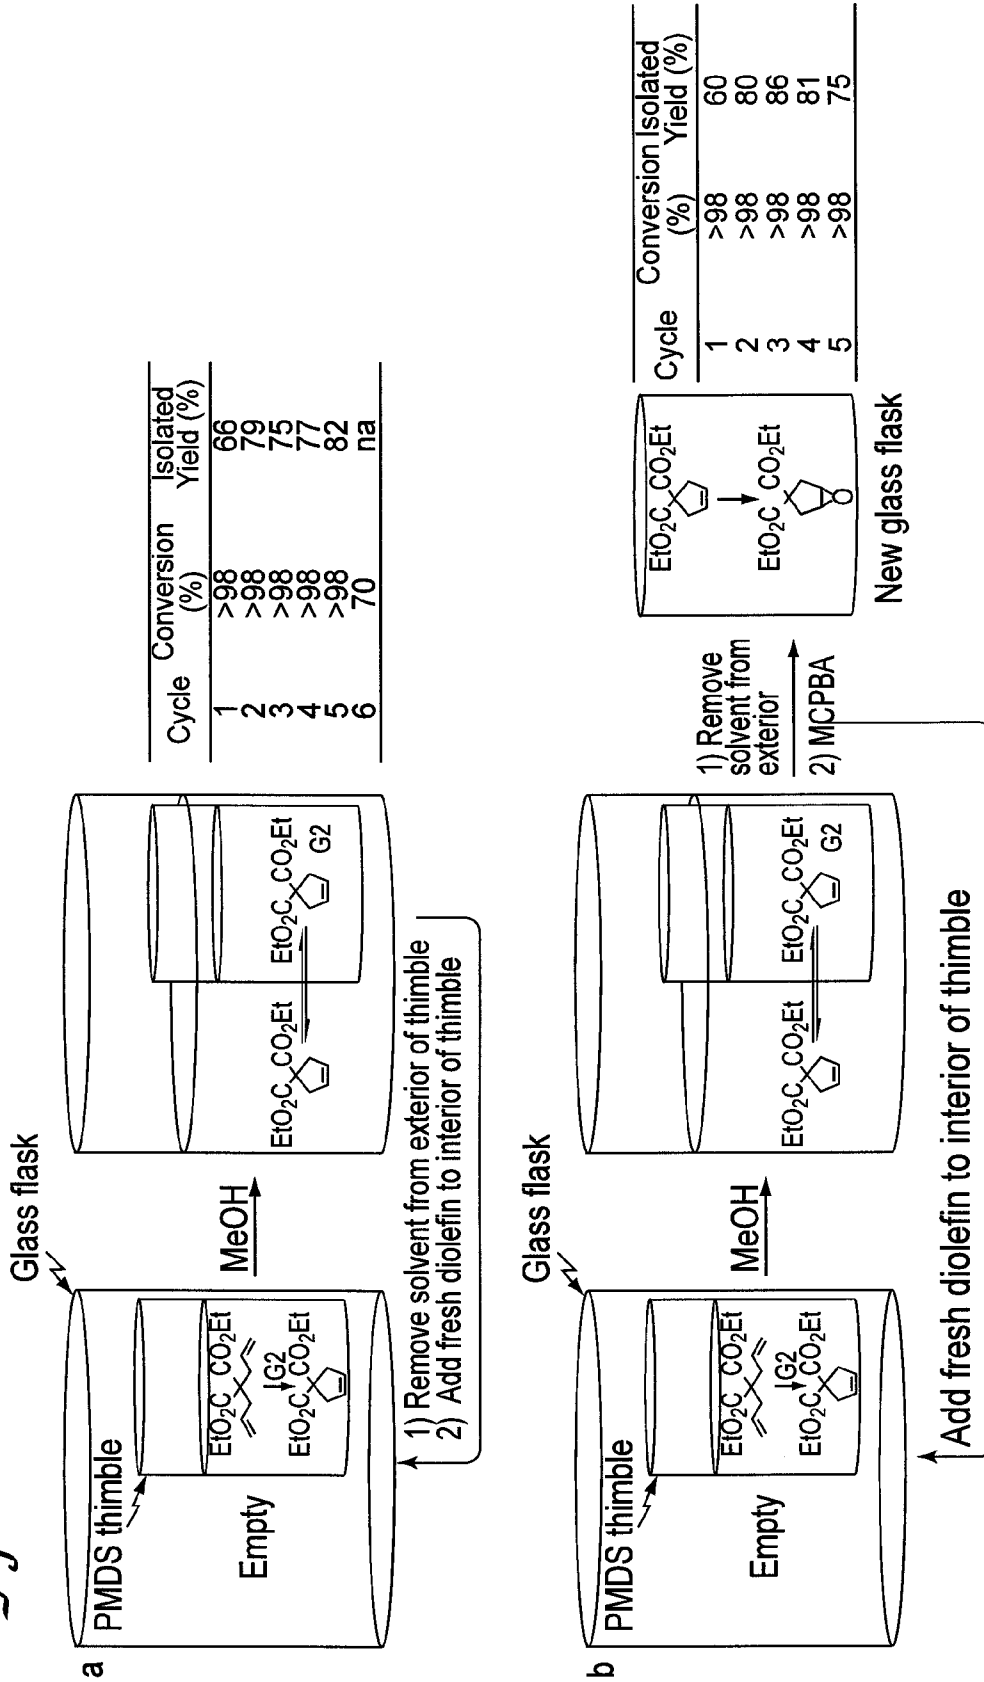 a
Glass flask
PMDS thimble
Empty
EtO2C CO2Et
G2
EtO2C CO2Et
MeOH
EtO2C CO2Et
EtO2C CO2Et
G2
1) Remove solvent from exterior of thimble
2) Add fresh diolefin to interior of thimble
Cycle Conversion (%) Isolated Yield (%)
1 >98 66
2 >98 79
3 >98 75
4 >98 77
5 >98 82
6 70 na
b
Glass flask
PMDS thimble
Empty
EtO2C CO2Et
G2
EtO2C CO2Et
MeOH
EtO2C CO2Et
EtO2C CO2Et
G2
1) Remove
solvent from
exterior
2) MCPBA
EtO2C CO2Et
EtO2C CO2Et
O
New glass flask
Add fresh diolefin to interior of thimble
Cycle Conversion (%) Isolated Yield (%)
1 >98 60
2 >98 80
3 >98 86
4 >98 81
5 >98 75